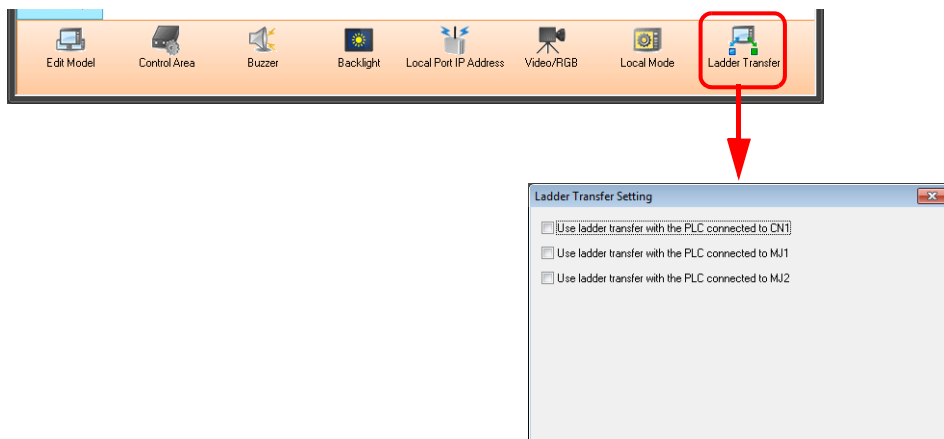 Edit Model Control Area Buzzer Backlight Local Port IP Address Video/RGB Local Mode Ladder Transfer
Ladder Transfer Setting
Use ladder transfer with the PLC connected to CN1
Use ladder transfer with the PLC connected to MJ1
Use ladder transfer with the PLC connected to MJ2